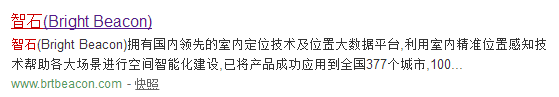 智石(Bright Beacon)
智石(Bright Beacon)拥有国内领先的室内定位技术及位置大数据平台,利用室内精准位置感知技
术帮助各大场景进行空间智能化建设,已将产品成功应用到全国377个城市,100...
www.brtbeacon.com - 快照